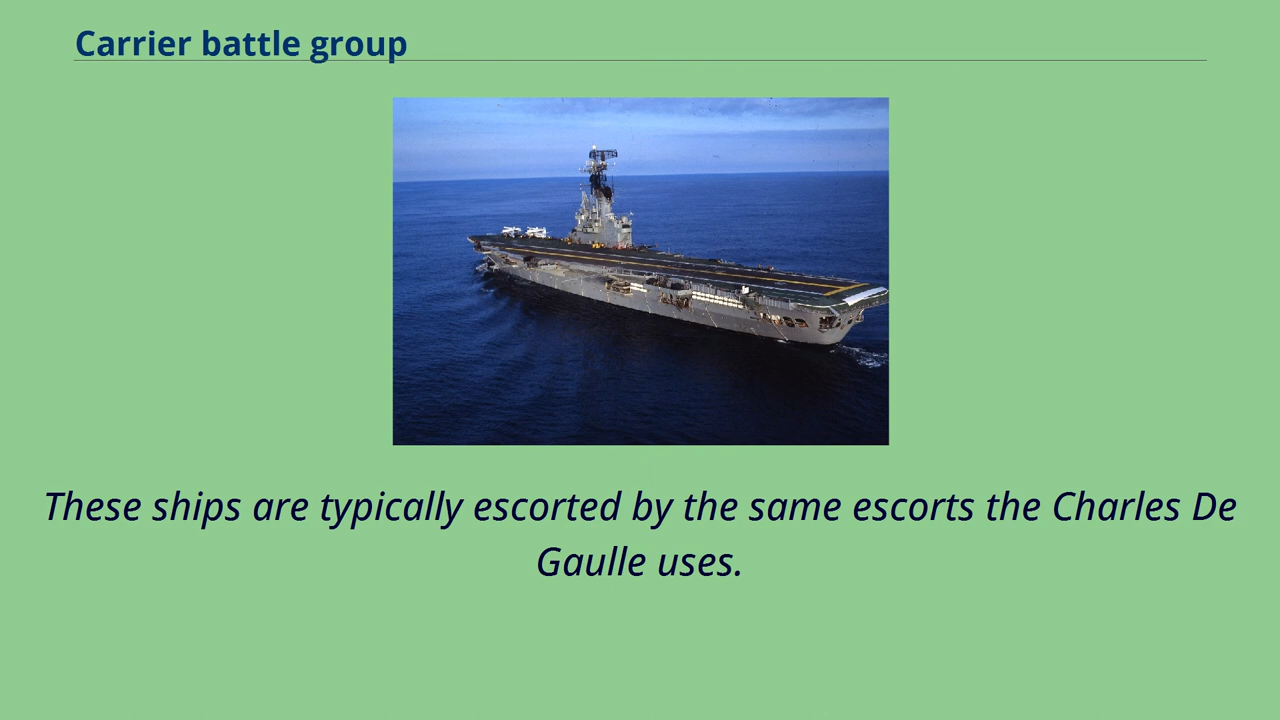 Carrier battle group
These ships are typically escorted by the same escorts the Charles De
Gaulle uses.